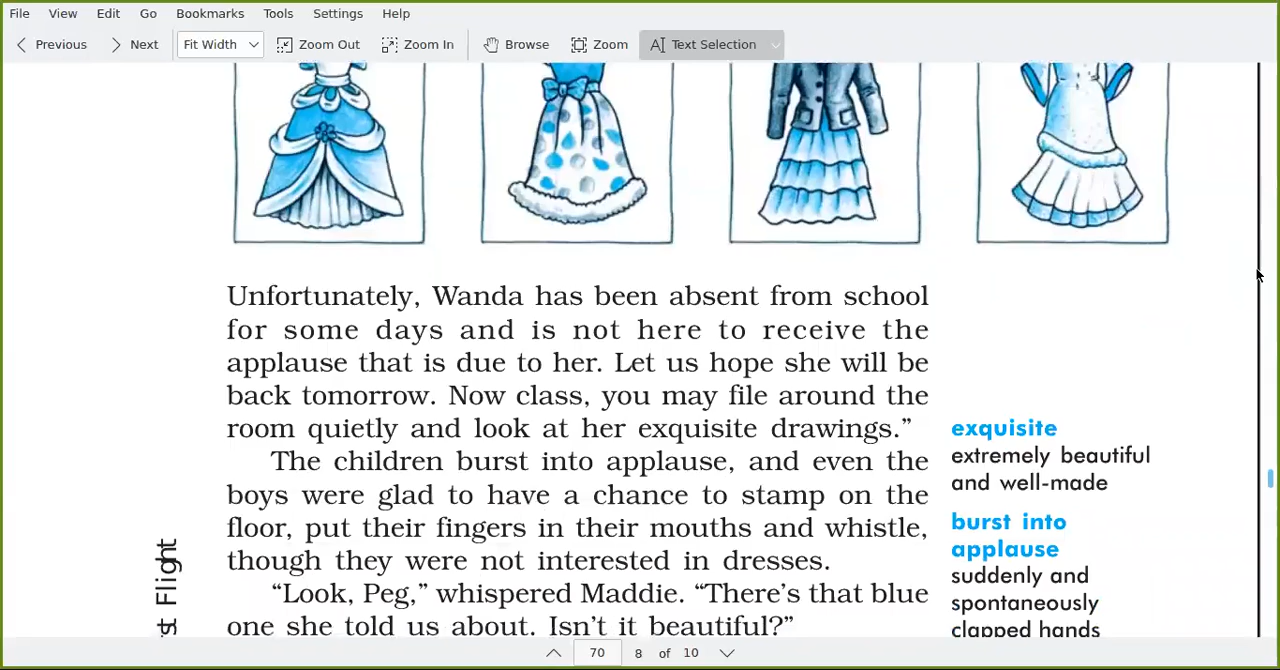 File View Edit Go Bookmarks Tools Settings Help
Previous Next Fit Width Zoom Out Zoom In Browse Zoom Text Selection
Unfortunately, Wanda has been absent from school
for some days and is not here to receive the
applause that is due to her. Let us hope she will be
back tomorrow. Now class, you may file around the
room quietly and look at her exquisite drawings.”
The children burst into applause, and even the
boys were glad to have a chance to stamp on the
floor, put their fingers in their mouths and whistle,
though they were not interested in dresses.
“Look, Peg,” whispered Maddie. “There’s that blue
one she told us about. Isn’t it beautiful?”
exquisite
extremely beautiful
and well-made
burst into
applause
suddenly and
spontaneously
clapped hands
st Flight
70 8 of 10